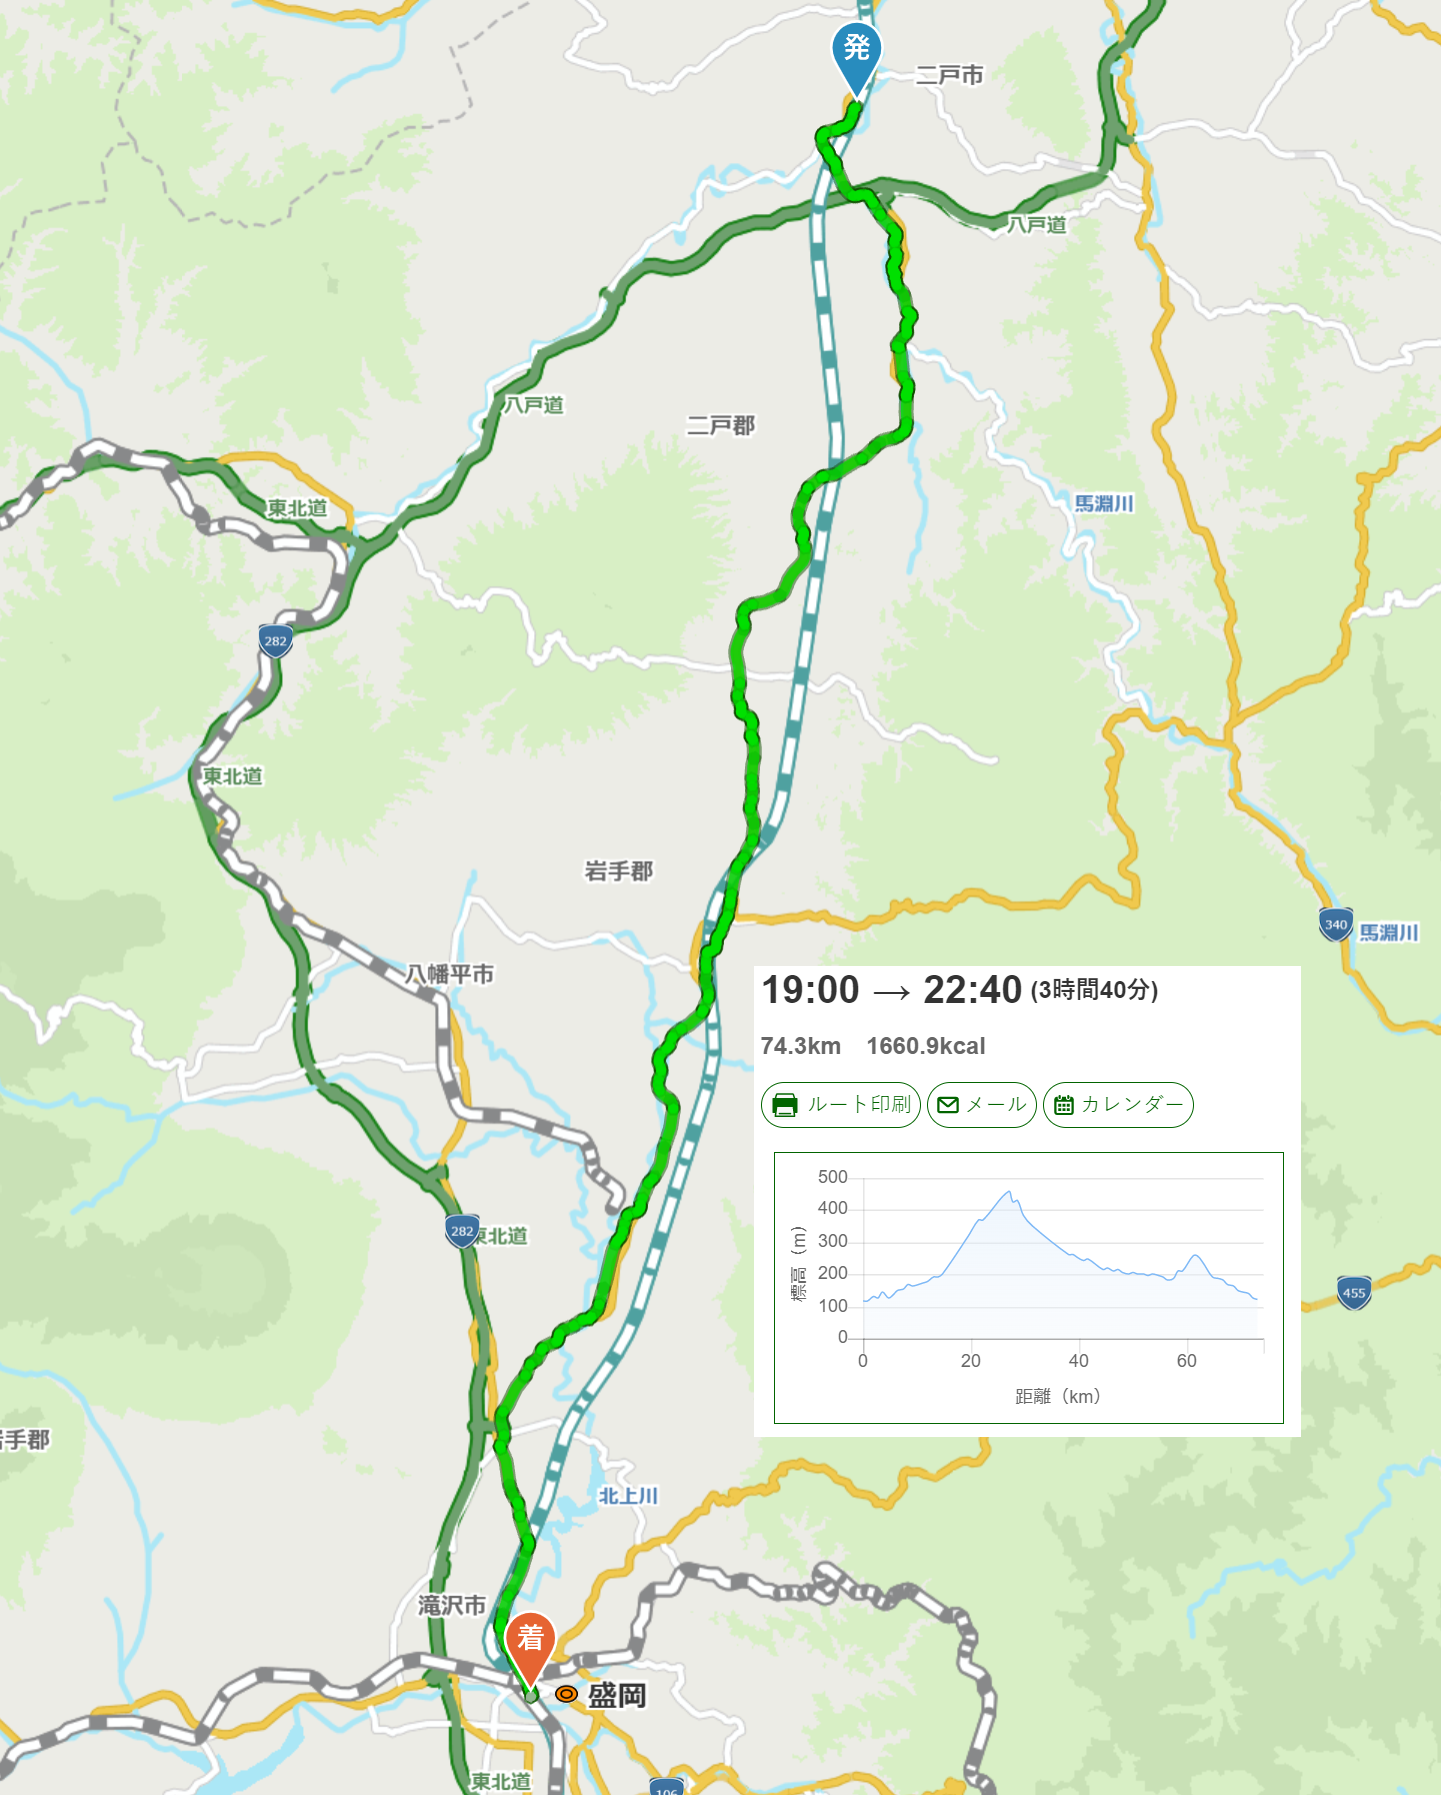 発
二戸市
八戸道
八戸道
二戸郡
東北道
馬淵川
282
東北道
岩手郡
340
馬淵川
八幡平市
19:00 → 22:40 (3時間40分)
74.3km 1660.9kcal
ルート印刷 メール カレンダー
500
400
300
200
100
0
標高 (m)
0 20 40 60
距離 (km)
282
東北道
455
岩手郡
北上川
滝沢市
着
盛岡
東北道
106